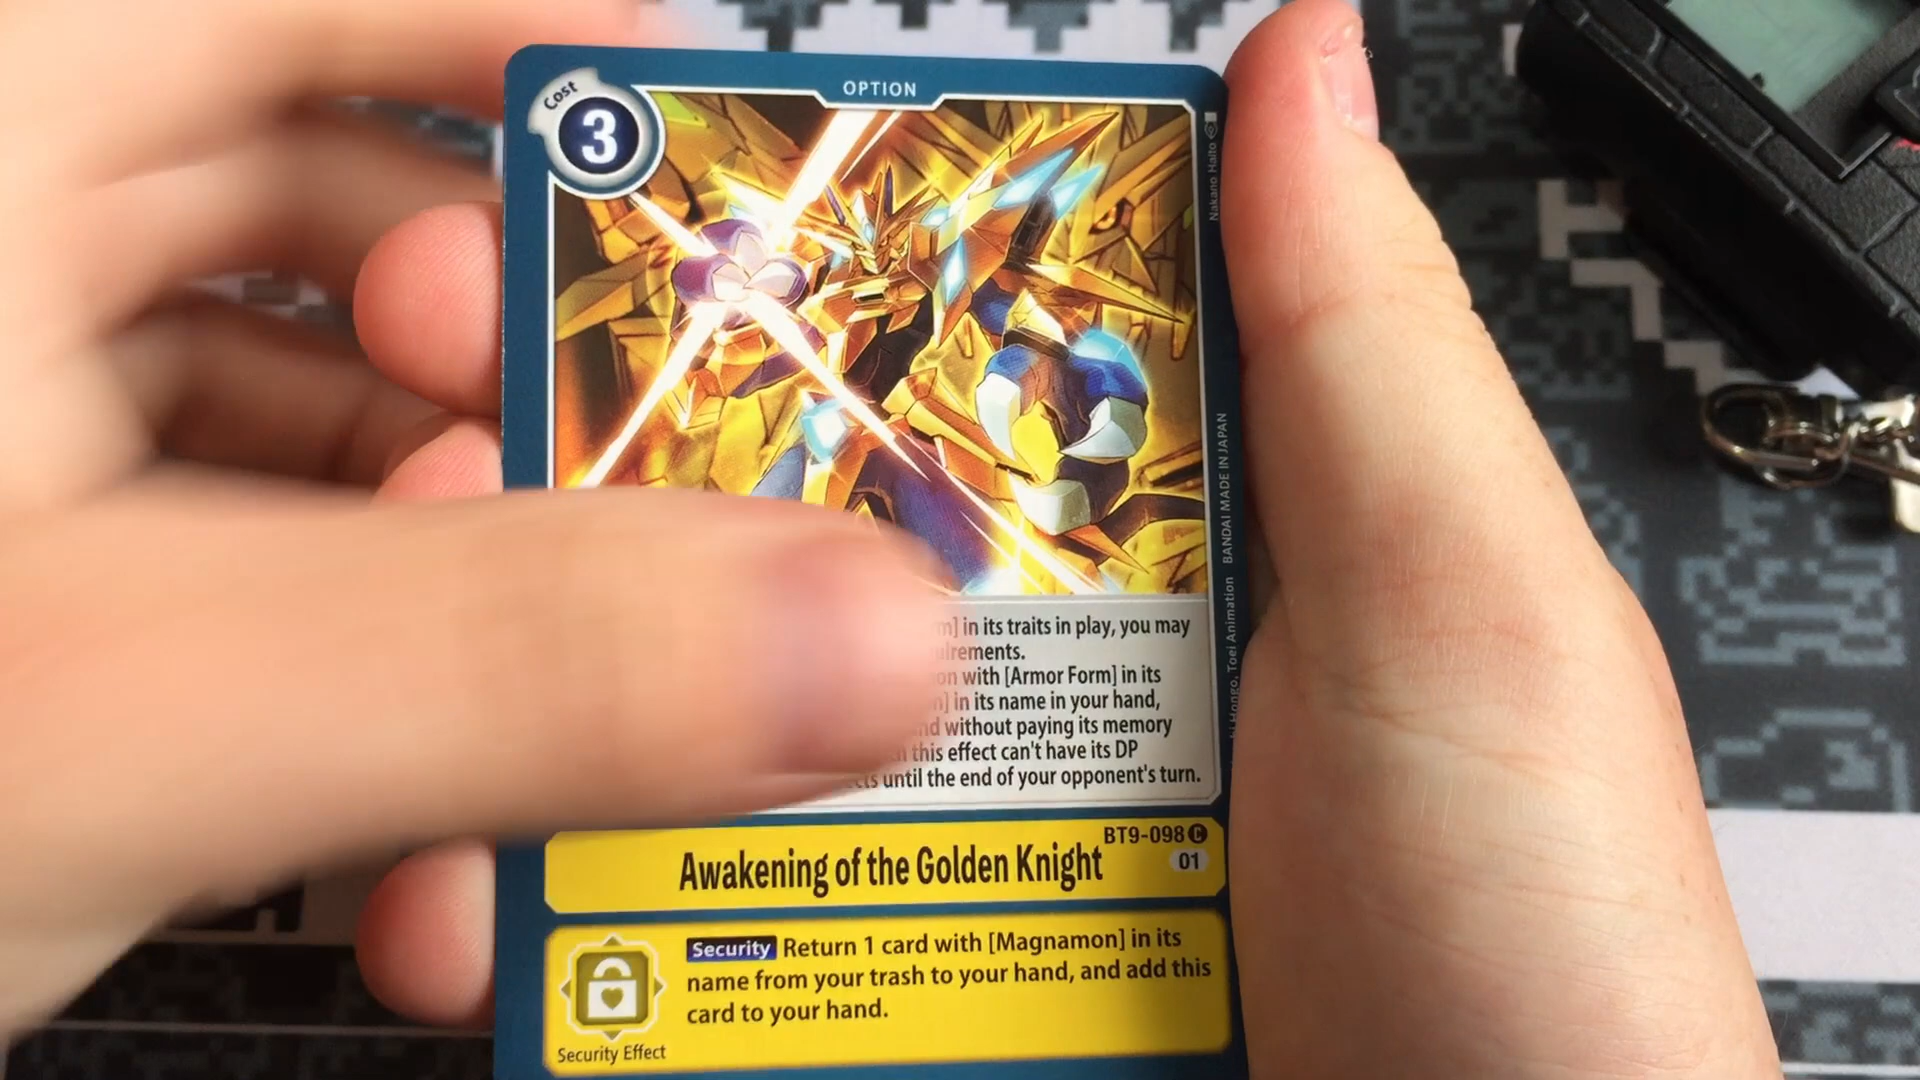 Cost
3
OPTION
Nakano Haito
BANDAI MADE IN JAPAN
Hongo, Toei Animation
in its traits in play, you may
with [Armor Form] in its
in its name in your hand,
without paying its memory
this effect can't have its DP
until the end of your opponent's turn.
BT9-098 C
Awakening of the Golden Knight
01
Security Return 1 card with [Magnamon] in its
name from your trash to your hand, and add this
card to your hand.
Security Effect